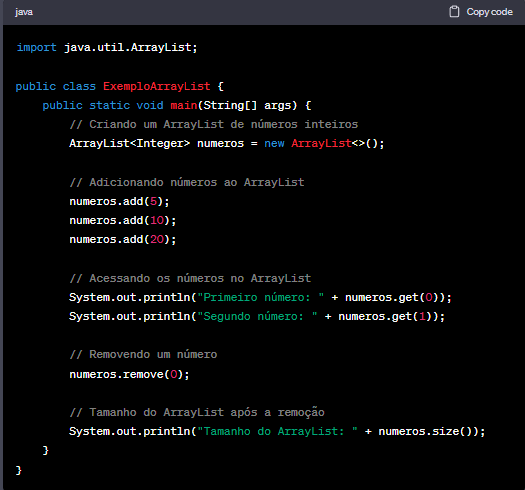 java
Copy code
import java.util.ArrayList;
public class ExemploArrayList {
public static void main(String[] args) {
// Criando um ArrayList de números inteiros
ArrayList<Integer> numeros = new ArrayList<>();
// Adicionando números ao ArrayList
numeros.add(5);
numeros.add(10);
numeros.add(20);
// Acessando os números no ArrayList
System.out.println("Primeiro número: " + numeros.get(0));
System.out.println("Segundo número: " + numeros.get(1));
// Removendo um número
numeros.remove(0);
// Tamanho do ArrayList após a remoção
System.out.println("Tamanho do ArrayList: " + numeros.size());
}
}